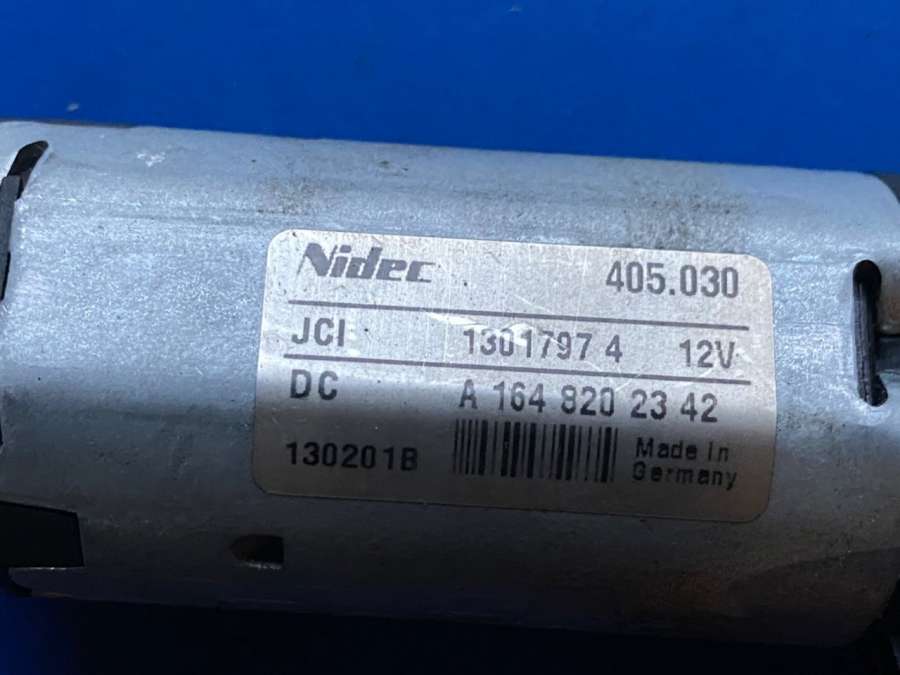 Nidec 405.030
JCI 1301797 4 12V
DC A 164 820 23 42
130201B Made in Germany